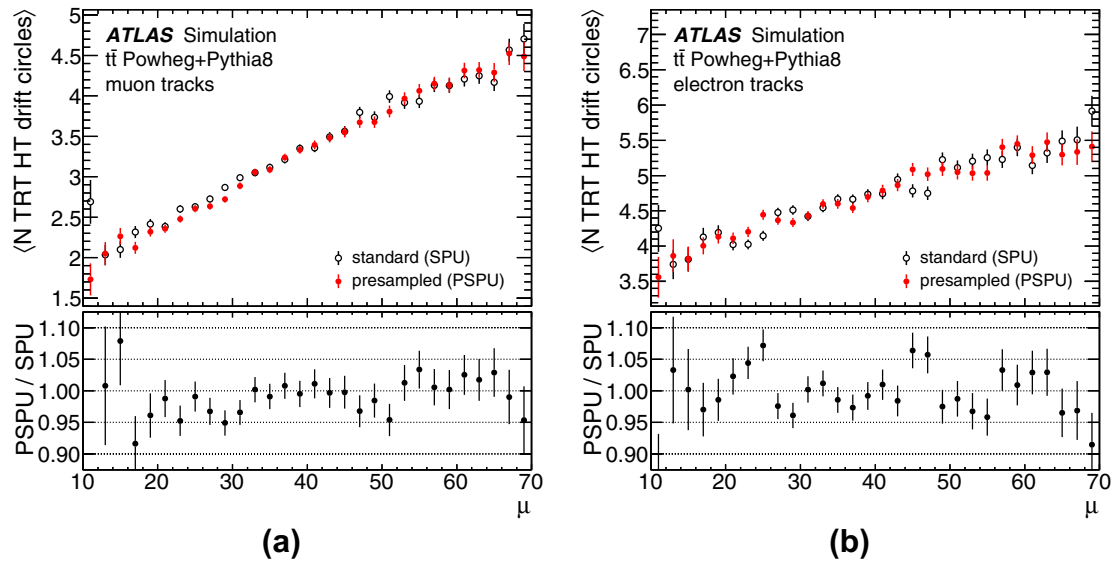 ⟨N TRT HT drift circles⟩
5
4.5
4
3.5
3
2.5
2
1.5
ATLAS Simulation
tt̄ Powheg+Pythia8
muon tracks
standard (SPU)
presampled (PSPU)
PSPU / SPU
1.10
1.05
1.00
0.95
0.90
10 20 30 40 50 60 70
μ
(a)
⟨N TRT HT drift circles⟩
7
6.5
6
5.5
5
4.5
4
3.5
ATLAS Simulation
tt̄ Powheg+Pythia8
electron tracks
standard (SPU)
presampled (PSPU)
PSPU / SPU
1.10
1.05
1.00
0.95
0.90
10 20 30 40 50 60 70
μ
(b)